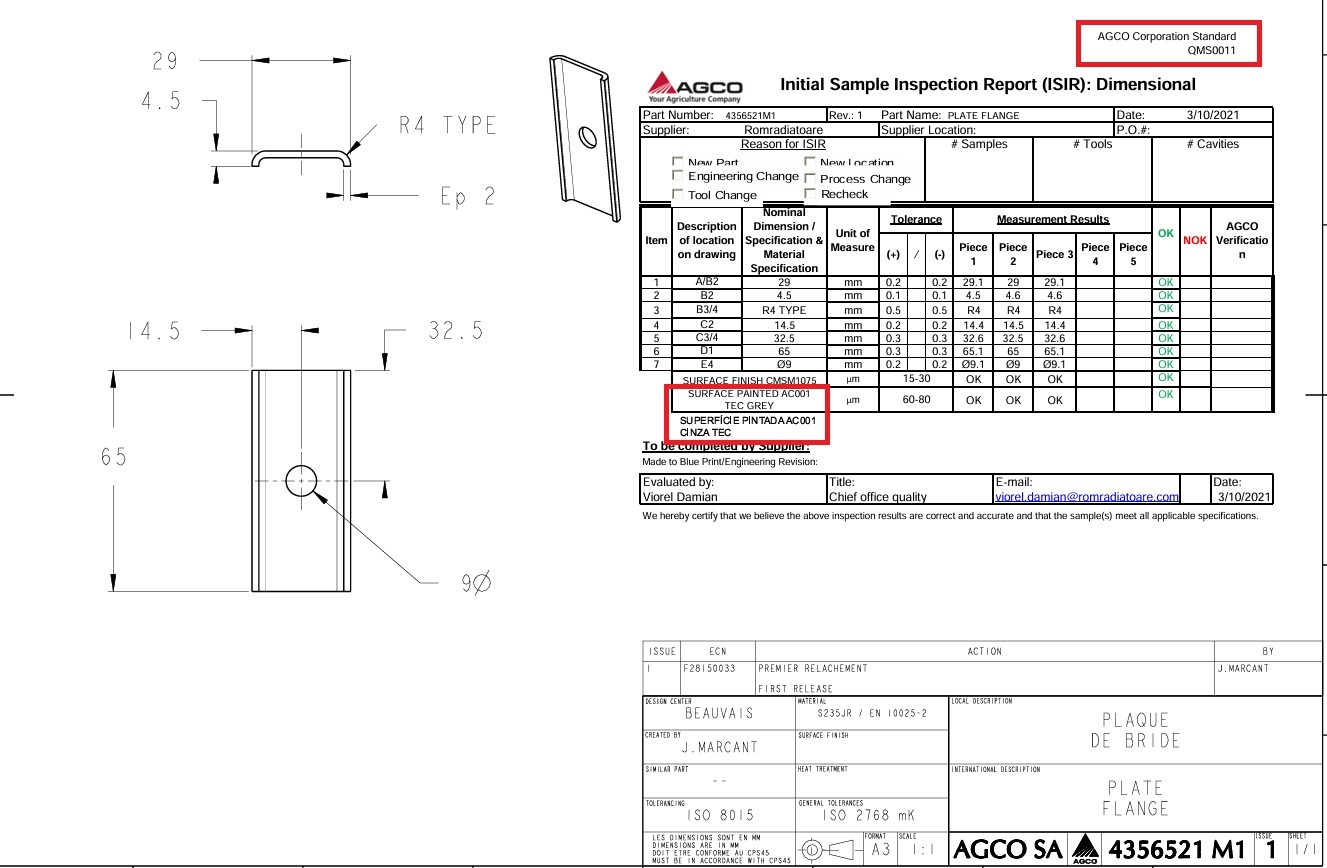 29
4.5
R4 TYPE
Ep 2
14.5
32.5
65
9Ø
AGCO Corporation Standard
QMS0011
AGCO
Your Agriculture Company
Initial Sample Inspection Report (ISIR): Dimensional
Part Number: 4356521M1 Rev.: 1 Part Name: PLATE FLANGE Date: 3/10/2021
Supplier: Romradiatoare Supplier Location: P.O.#:
Reason for ISIR # Samples # Tools # Cavities
New Part New Location
Engineering Change Process Change
Tool Change Recheck
Item Description of location on drawing Nominal Dimension / Specification & Material Specification Unit of Measure Tolerance (+) / (-) Measurement Results Piece 1 Piece 2 Piece 3 Piece 4 Piece 5 OK NOK AGCO Verification
1 A/B2 29 mm 0.2 0.2 29.1 29 29.1 OK
2 B2 4.5 mm 0.1 0.1 4.5 4.6 4.6 OK
3 B3/4 R4 TYPE mm 0.5 0.5 R4 R4 R4 OK
4 C2 14.5 mm 0.2 0.2 14.4 14.5 14.4 OK
5 C3/4 32.5 mm 0.3 0.3 32.6 32.5 32.6 OK
6 D1 65 mm 0.3 0.3 65.1 65 65.1 OK
7 E4 Ø9 mm 0.2 0.2 Ø9.1 Ø9 Ø9.1 OK
SURFACE FINISH CMSM1075 µm 15-30 OK OK OK OK
SURFACE PAINTED AC001
TEC GREY µm 60-80 OK OK OK OK
SUPERFÍCIE PINTADA AC001
CINZA TEC
To be completed by Supplier:
Made to Blue Print/Engineering Revision:
Evaluated by: Title: E-mail: Date:
Viorel Damian Chief office quality viorel.damian@romradiatoare.com 3/10/2021
We hereby certify that we believe the above inspection results are correct and accurate and that the sample(s) meet all applicable specifications.
ISSUE ECN ACTION BY
1 F28150033 PREMIER RELACHEMENT J.MARCANT
FIRST RELEASE
DESIGN CENTER
BEAUVAIS
MATERIAL
S235JR / EN 10025-2
LOCAL DESCRIPTION
PLAQUE
DE BRIDE
CREATED BY
J.MARCANT
SURFACE FINISH
SIMILAR PART
--
HEAT TREATMENT
INTERNATIONAL DESCRIPTION
PLATE
FLANGE
TOLERANCING
ISO 8015
GENERAL TOLERANCES
ISO 2768 mK
LES DIMENSIONS SONT EN MM
DIMENSIONS ARE IN MM
DOIT ETRE CONFORME AU CPS45
MUST BE IN ACCORDANCE WITH CPS45
FORMAT
A3
SCALE
1:1
AGCO SA
AGCO
4356521 M1
ISSUE
1
SHEET
1/1